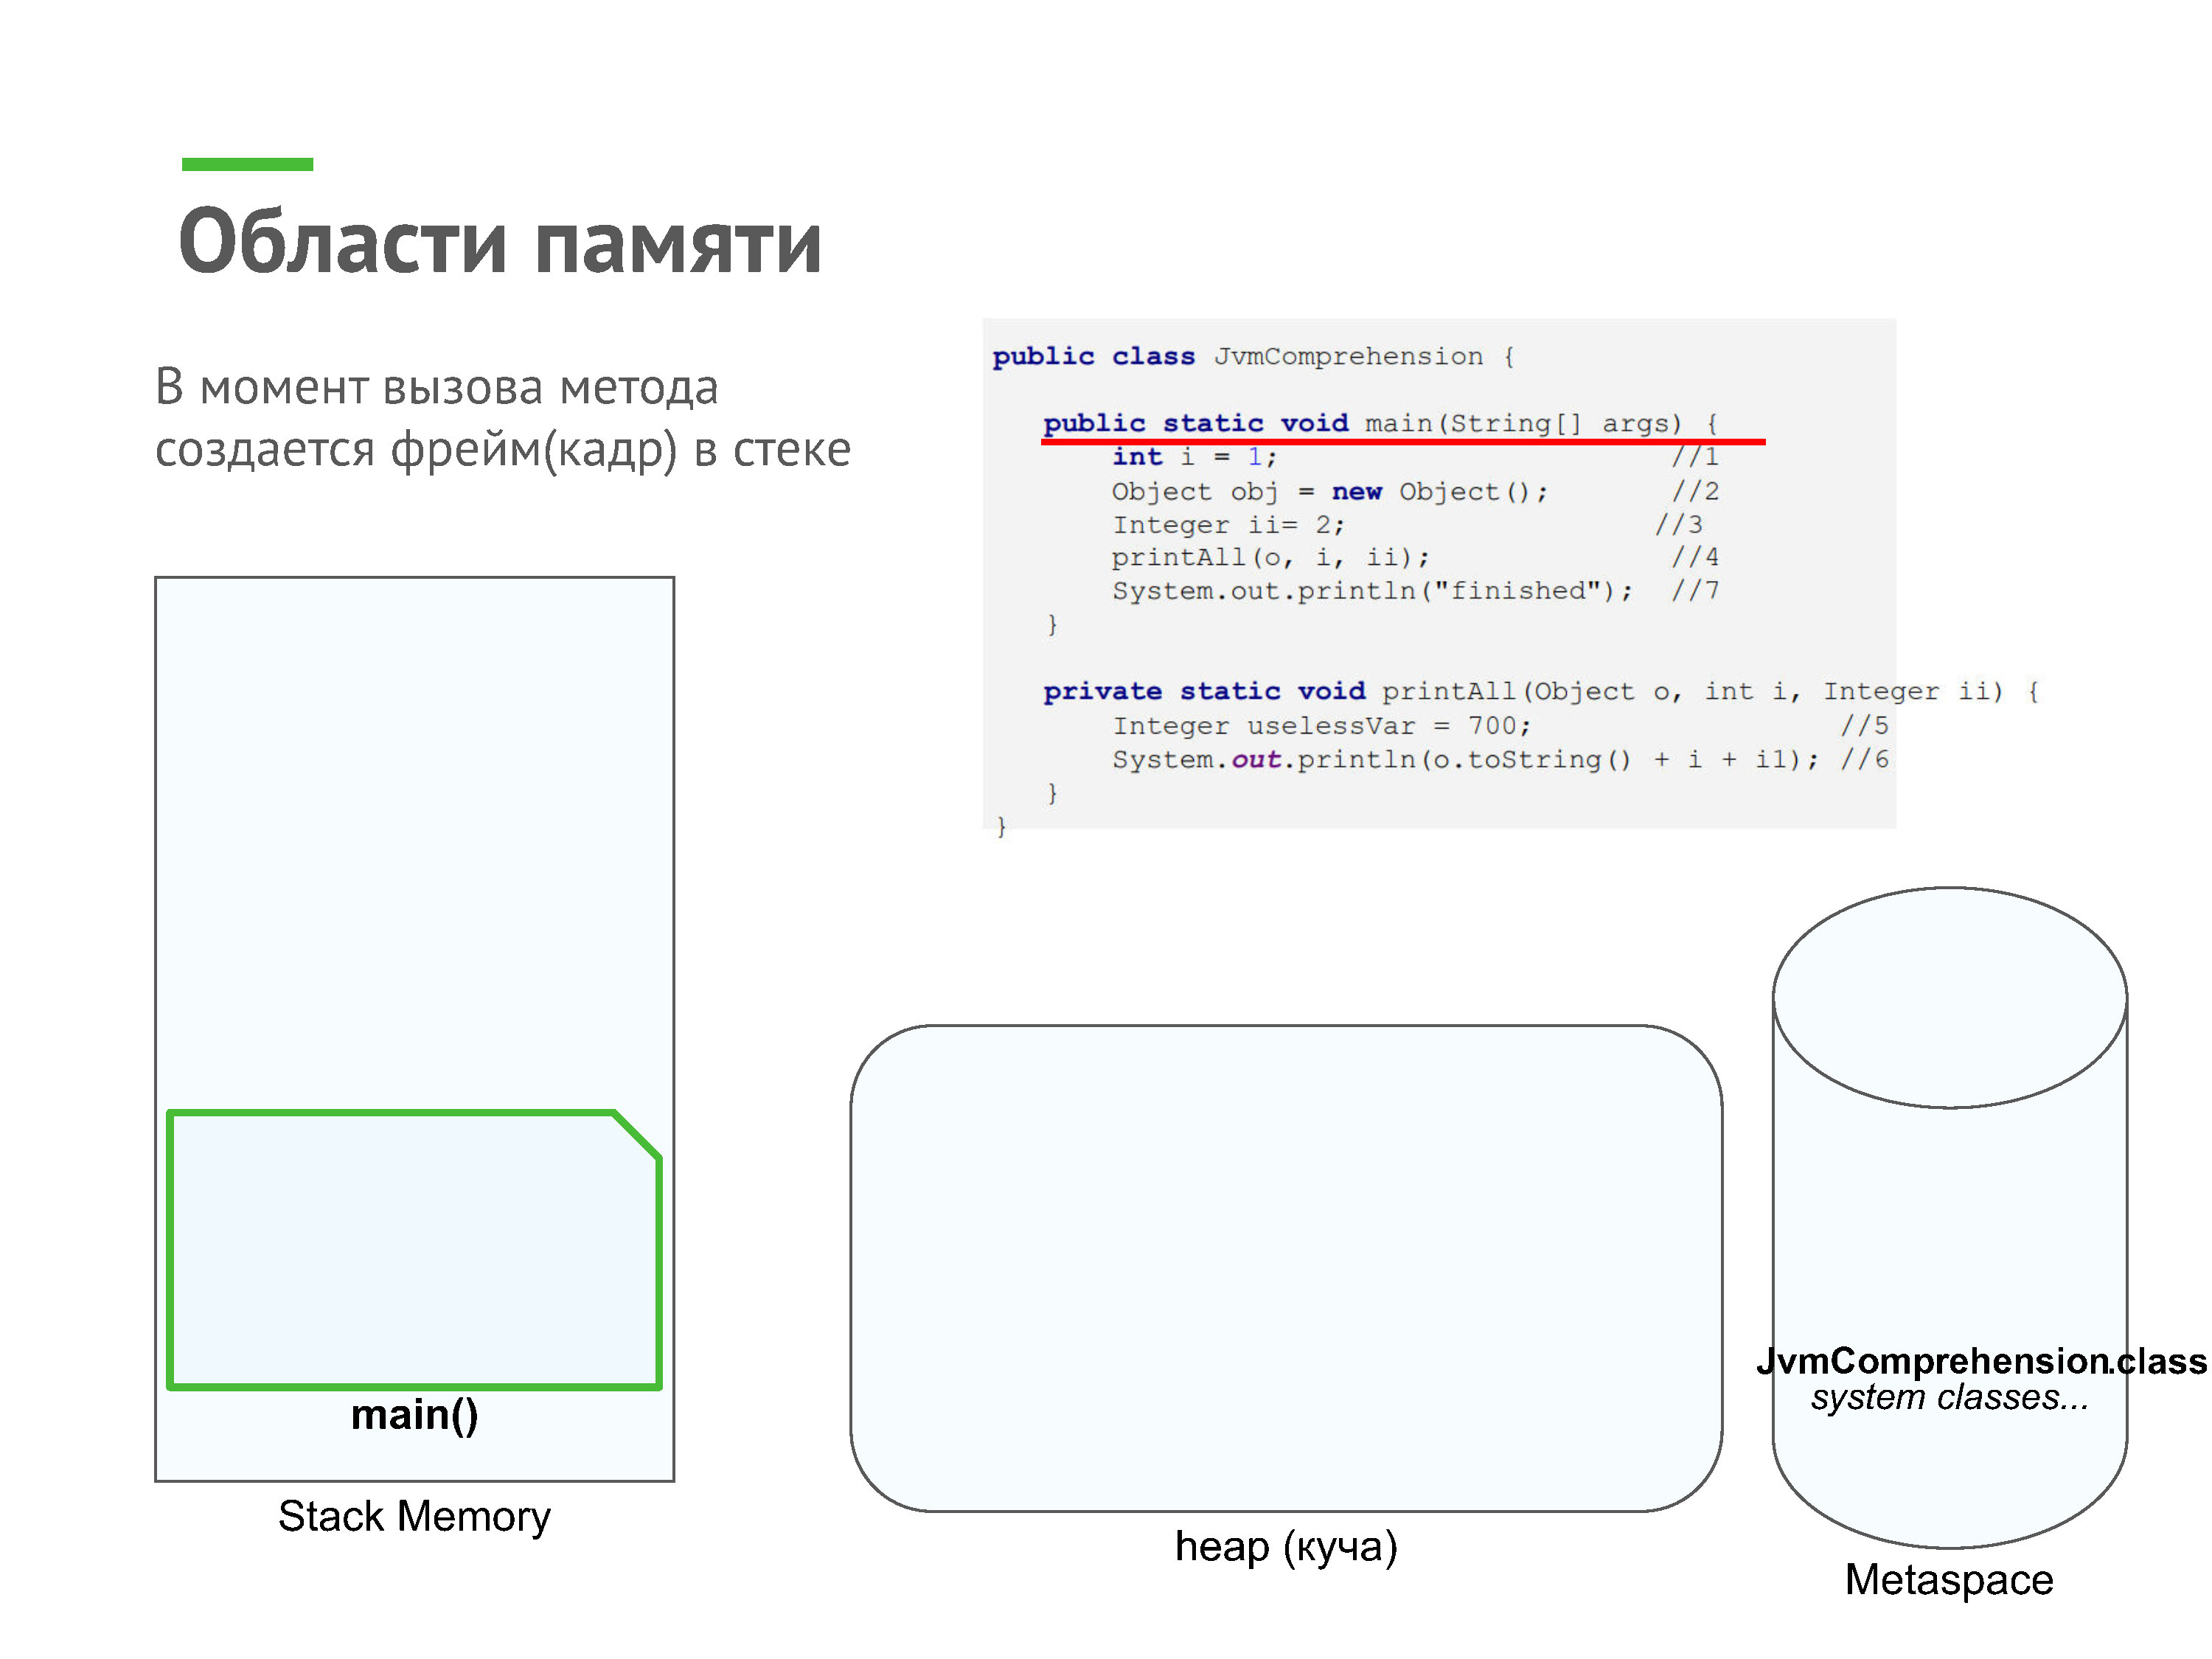 Области памяти
В момент вызова метода
создается фрейм(кадр) в стеке
public class JvmComprehension {
public static void main(String[] args) {
int i = 1; //1
Object obj = new Object(); //2
Integer ii= 2; //3
printAll(o, i, ii); //4
System.out.println("finished"); //7
}
private static void printAll(Object o, int i, Integer ii) {
Integer uselessVar = 700; //5
System.out.println(o.toString() + i + i1); //6
}
}
main()
Stack Memory
heap (куча)
JvmComprehension.class
system classes...
Metaspace